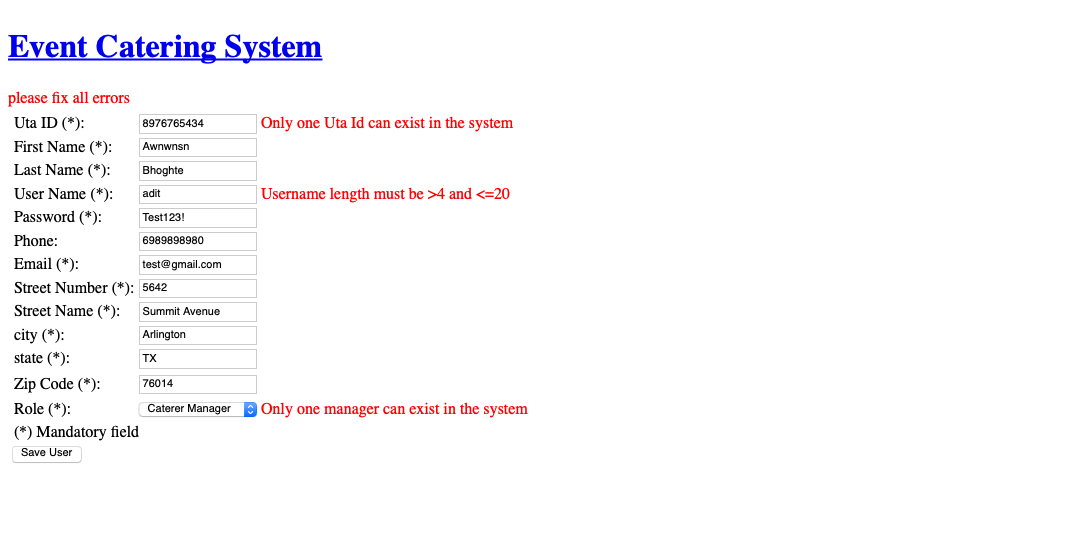 Event Catering System
please fix all errors
Uta ID (*): 8976765434 Only one Uta Id can exist in the system
First Name (*): Awnwnsn
Last Name (*): Bhoghte
User Name (*): adit Username length must be >4 and <=20
Password (*): Test123!
Phone: 6989898980
Email (*): test@gmail.com
Street Number (*): 5642
Street Name (*): Summit Avenue
city (*): Arlington
state (*): TX
Zip Code (*): 76014
Role (*): Caterer Manager Only one manager can exist in the system
(*) Mandatory field
Save User